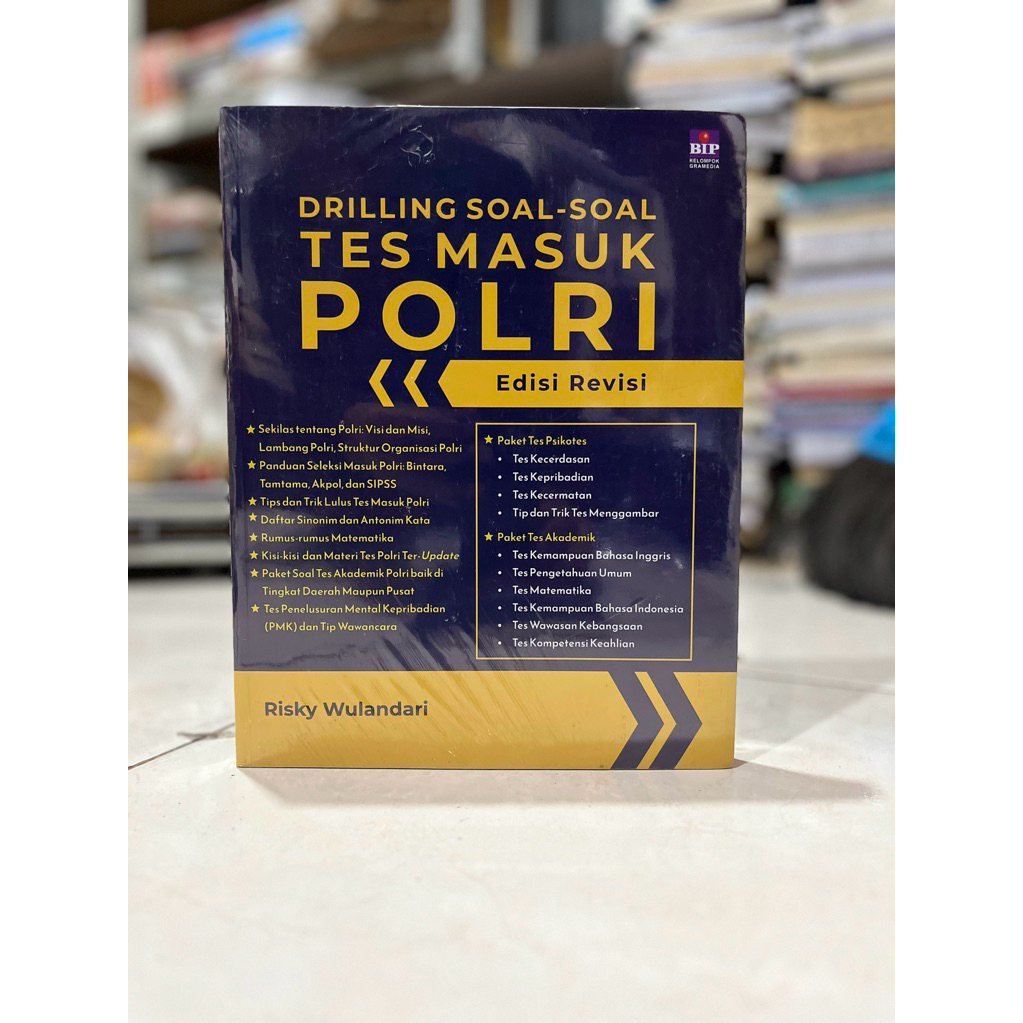 BIP
KELOMPOK
GRAMEDIA
DRILLING SOAL-SOAL
TES MASUK
POLRI
Edisi Revisi
Sekilas tentang Polri: Visi dan Misi,
Lambang Polri, Struktur Organisasi Polri
Panduan Seleksi Masuk Polri: Bintara,
Tamtama, Akpol, dan SIPSS
Tips dan Trik Lulus Tes Masuk Polri
Daftar Sinonim dan Antonim Kata
Rumus-rumus Matematika
Kisi-kisi dan Materi Tes Polri Ter-Update
Paket Soal Tes Akademik Polri baik di
Tingkat Daerah Maupun Pusat
Tes Penelusuran Mental Kepribadian
(PMK) dan Tip Wawancara
Paket Tes Psikotes
• Tes Kecerdasan
• Tes Kepribadian
• Tes Kecermatan
• Tip dan Trik Tes Menggambar
Paket Tes Akademik
• Tes Kemampuan Bahasa Inggris
• Tes Pengetahuan Umum
• Tes Matematika
• Tes Kemampuan Bahasa Indonesia
• Tes Wawasan Kebangsaan
• Tes Kompetensi Keahlian
Risky Wulandari